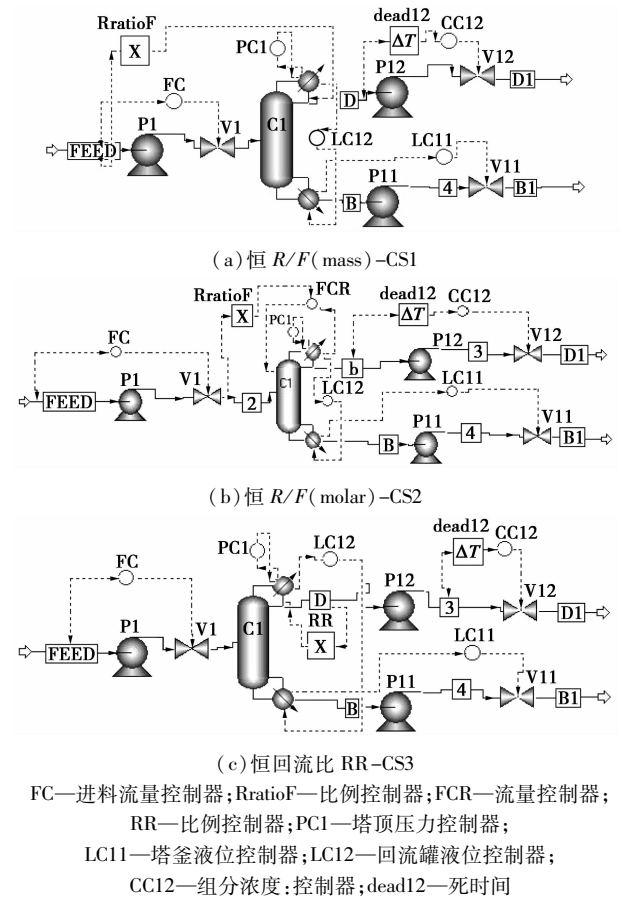 RratioF
X
PC1
dead12
ΔT
CC12
V12
P12
D
D1
FC
P1
V1
C1
FEED
LC12
LC11
V11
P11
B
4
B1
(a)恒 R/F(mass)-CS1
RratioF
X
FCR
PC1
dead12
ΔT
CC12
V12
P12
3
b
D1
FC
P1
V1
C1
FEED
2
LC12
LC11
V11
P11
B
4
B1
(b)恒 R/F(molar)-CS2
PC1
LC12
dead12
ΔT
CC12
V12
P12
D
3
D1
FC
P1
V1
C1
FEED
RR
X
LC11
V11
P11
B
4
B1
(c)恒回流比 RR-CS3
FC—进料流量控制器;RratioF—比例控制器;FCR—流量控制器;
RR—比例控制器;PC1—塔顶压力控制器;
LC11—塔釜液位控制器;LC12—回流罐液位控制器;
CC12—组分浓度:控制器;dead12—死时间